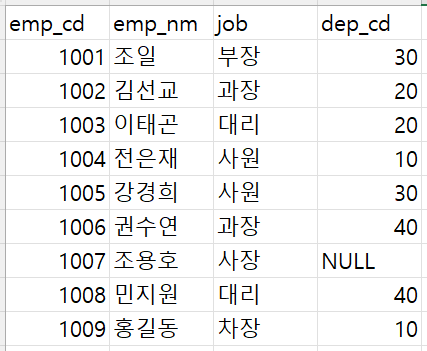 emp_cd emp_nm job dep_cd
1001 조일 부장 30
1002 김선교 과장 20
1003 이태곤 대리 20
1004 전은재 사원 10
1005 강경희 사원 30
1006 권수연 과장 40
1007 조용호 사장 NULL
1008 민지원 대리 40
1009 홍길동 차장 10